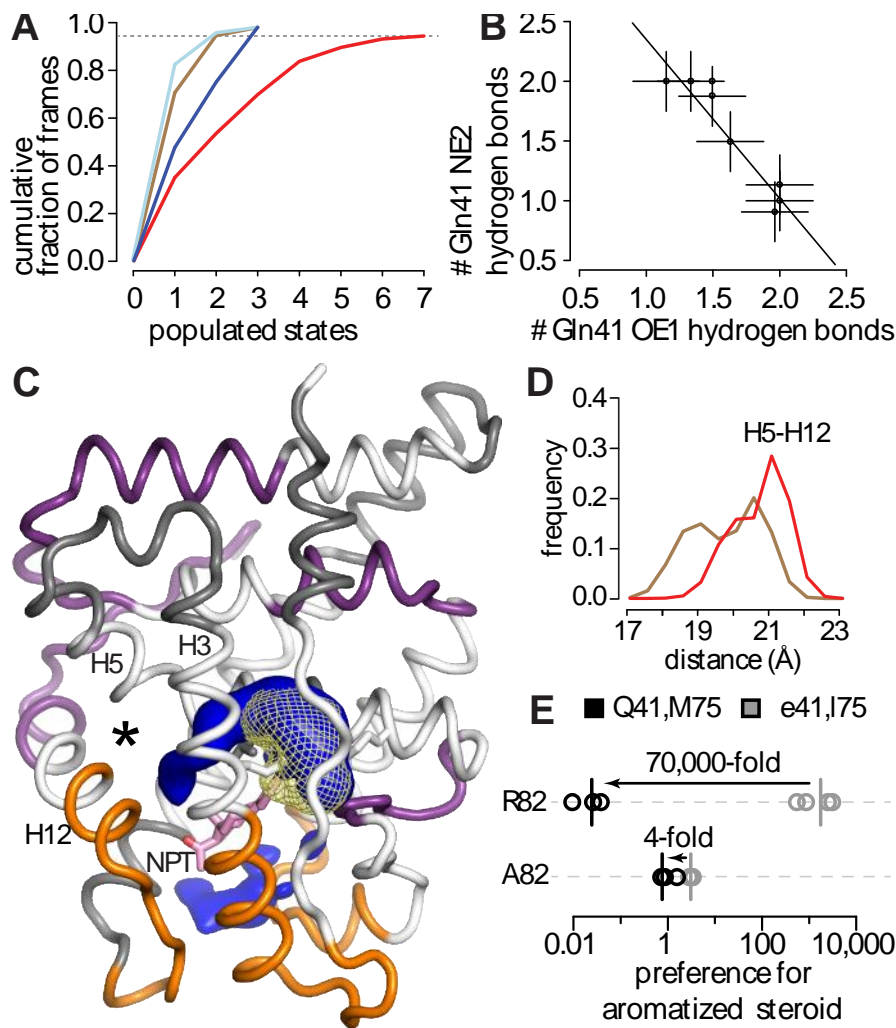 A
cumulative
fraction of frames
1.0
0.8
0.6
0.4
0.2
0.0
0 1 2 3 4 5 6 7
populated states
B
# Gln41 NE2
hydrogen bonds
2.5
2.0
1.5
1.0
0.5
0.5 1.0 1.5 2.0 2.5
# Gln41 OE1 hydrogen bonds
C
H5
H3
*
H12
NPT
D
H5-H12
frequency
0.4
0.3
0.2
0.1
0.0
17 19 21 23
distance (Å)
E
Q41,M75 e41,I75
70,000-fold
R82
4-fold
A82
0.01 1 100 10,000
preference for
aromatized steroid